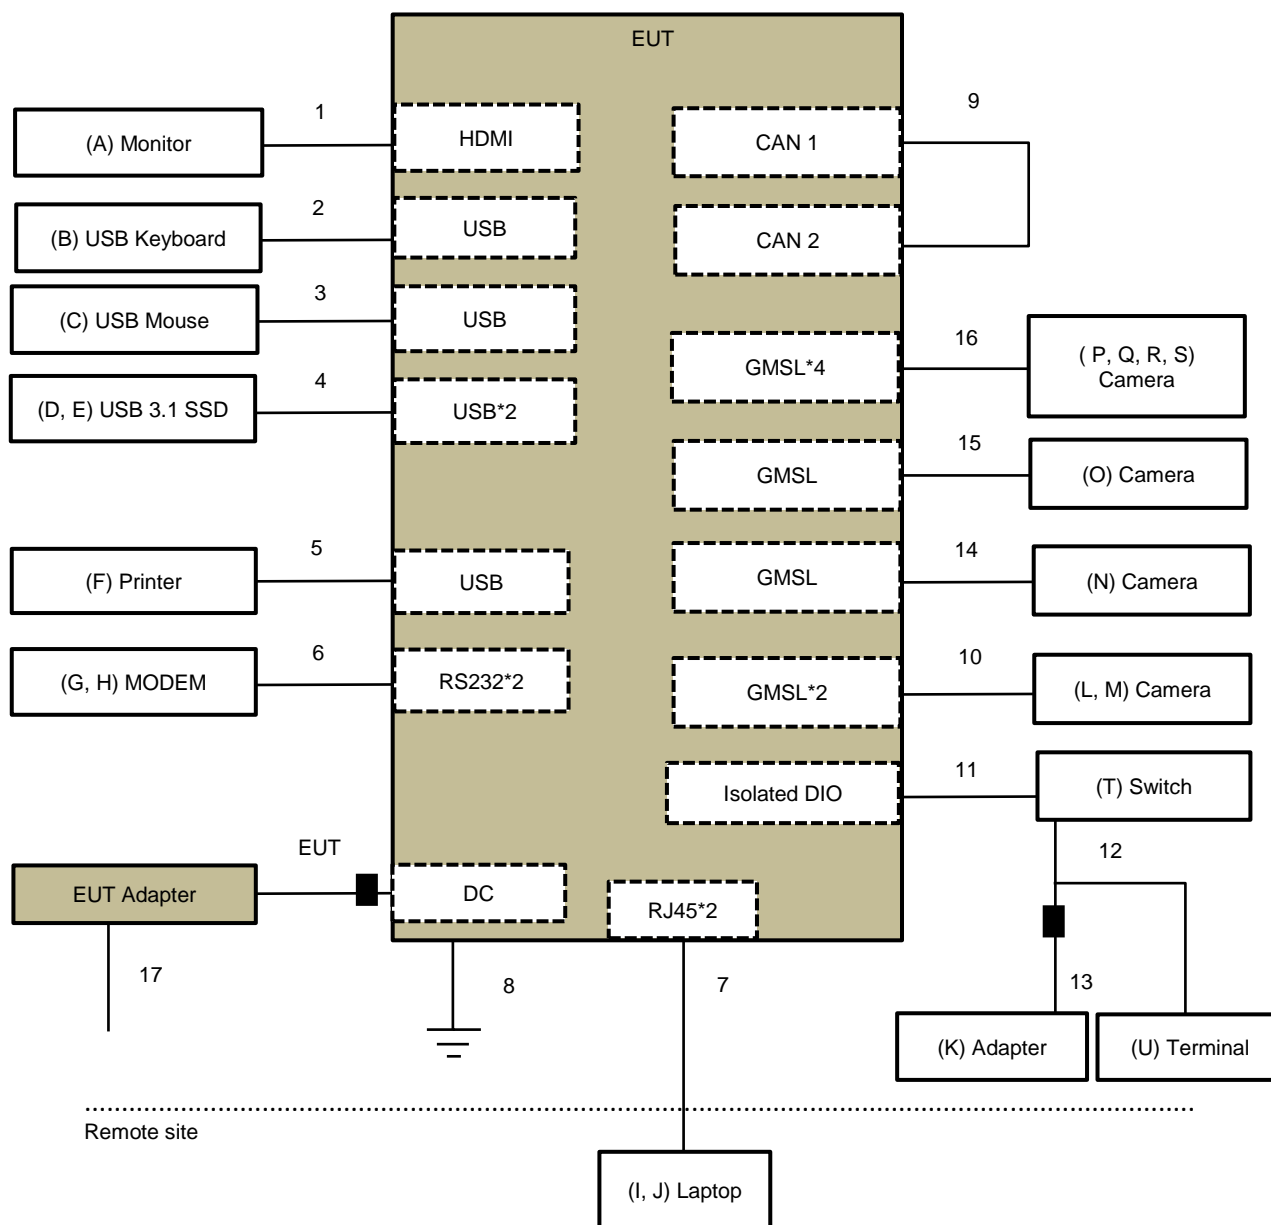 EUT
1
9
(A) Monitor
HDMI
CAN 1
2
(B) USB Keyboard
USB
CAN 2
3
(C) USB Mouse
USB
16
( P, Q, R, S)
Camera
GMSL*4
4
(D, E) USB 3.1 SSD
USB*2
15
GMSL
(O) Camera
5
14
(F) Printer
USB
GMSL
(N) Camera
6
10
(G, H) MODEM
RS232*2
GMSL*2
(L, M) Camera
11
Isolated DIO
(T) Switch
EUT
12
EUT Adapter
DC
RJ45*2
17
8
7
13
(K) Adapter
(U) Terminal
Remote site
(I, J) Laptop